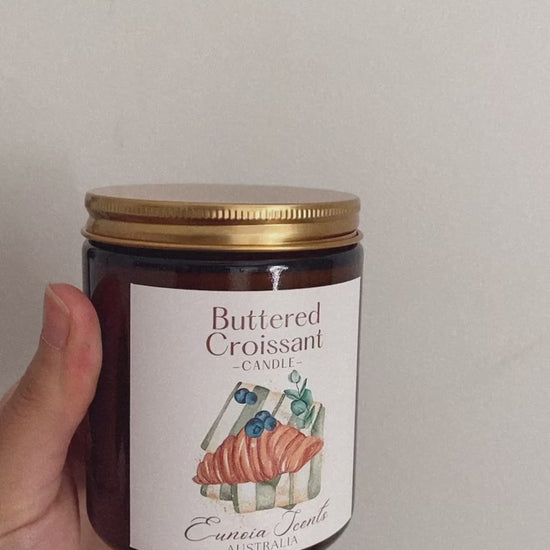 Buttered
Croissant
-CANDLE-
Eunoia Scents
AUSTRALIA